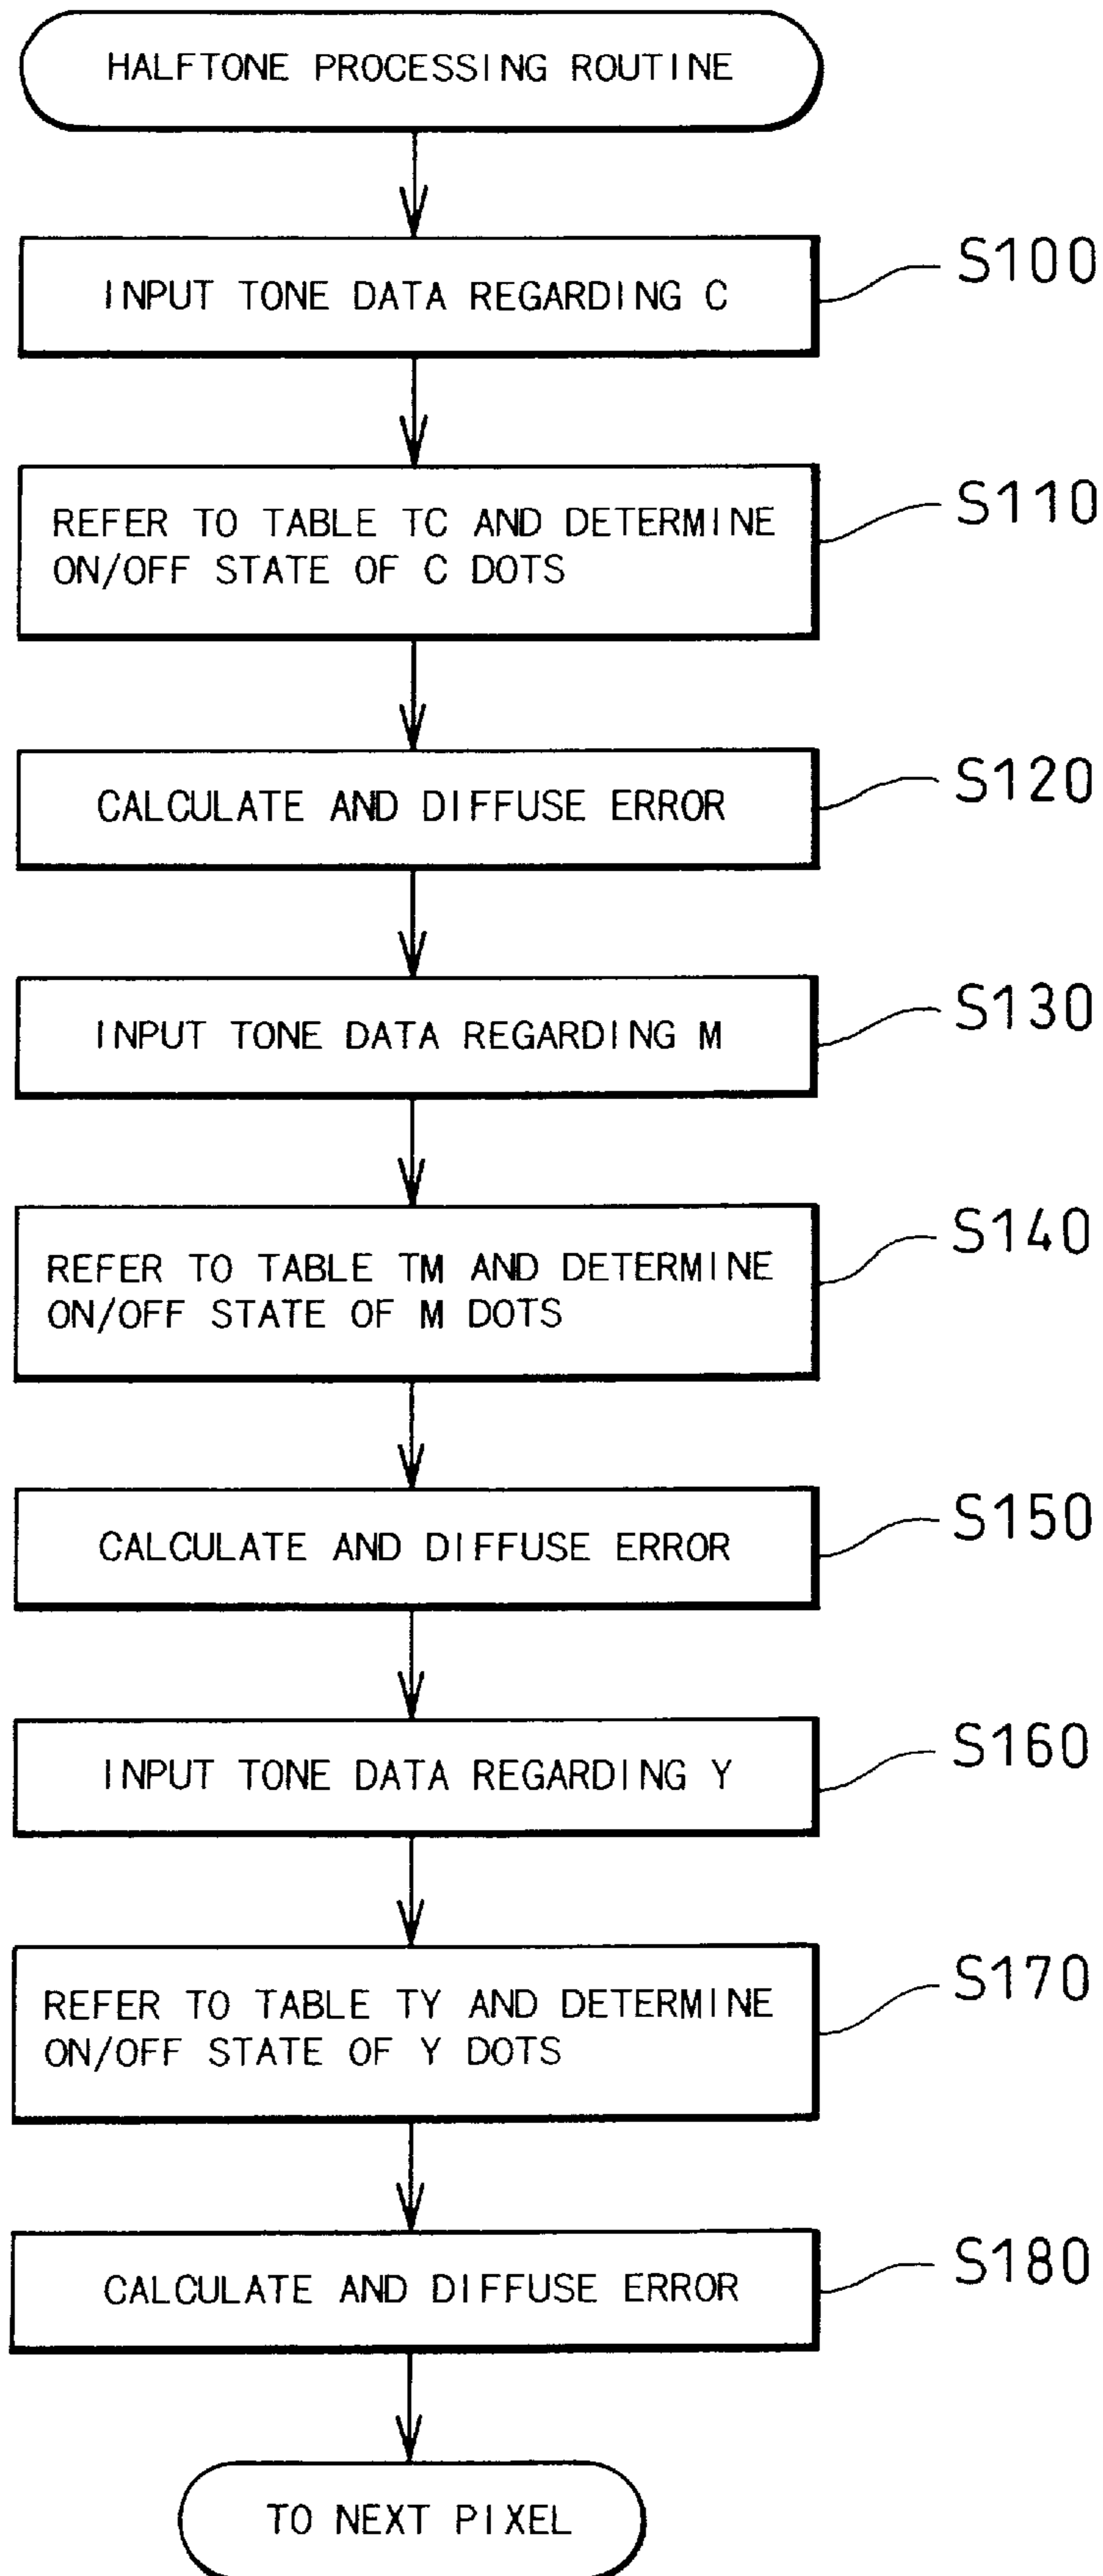 HALFTONE PROCESSING ROUTINE
INPUT TONE DATA REGARDING C
S100
REFER TO TABLE TC AND DETERMINE
ON/OFF STATE OF C DOTS
S110
CALCULATE AND DIFFUSE ERROR
S120
INPUT TONE DATA REGARDING M
S130
REFER TO TABLE TM AND DETERMINE
ON/OFF STATE OF M DOTS
S140
CALCULATE AND DIFFUSE ERROR
S150
INPUT TONE DATA REGARDING Y
S160
REFER TO TABLE TY AND DETERMINE
ON/OFF STATE OF Y DOTS
S170
CALCULATE AND DIFFUSE ERROR
S180
TO NEXT PIXEL